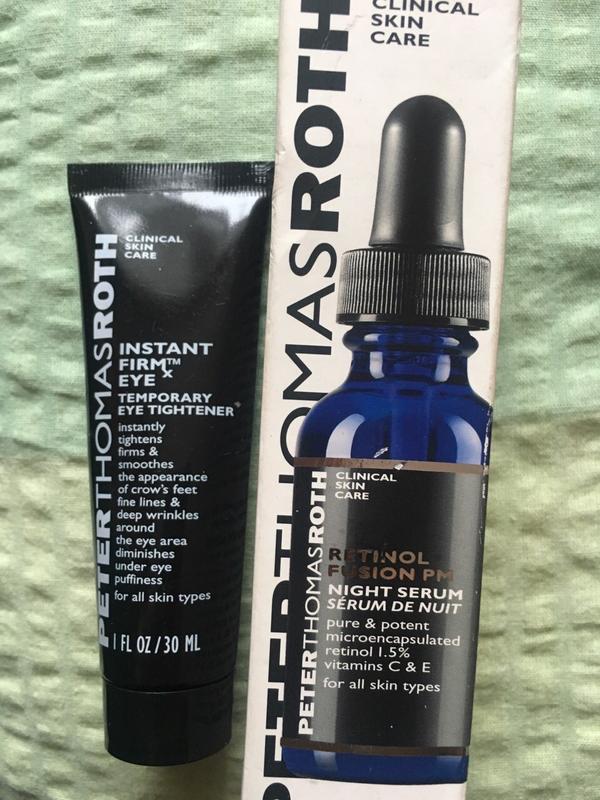 PETERTHOMASROTH
CLINICAL
SKIN
CARE
INSTANT
FIRMx™
EYE
TEMPORARY
EYE TIGHTENER
instantly
tightens
firms &
smoothes
the appearance
of crow's feet
fine lines &
deep wrinkles
around
the eye area
diminishes
under eye
puffiness
for all skin types
1 FL OZ/30 ML
PETERTHOMASROTH
CLINICAL
SKIN
CARE
PETERTHOMASROTH
CLINICAL
SKIN
CARE
RETINOL
FUSION PM
NIGHT SERUM
SÉRUM DE NUIT
pure & potent
microencapsulated
retinol 1.5%
vitamins C & E
for all skin types